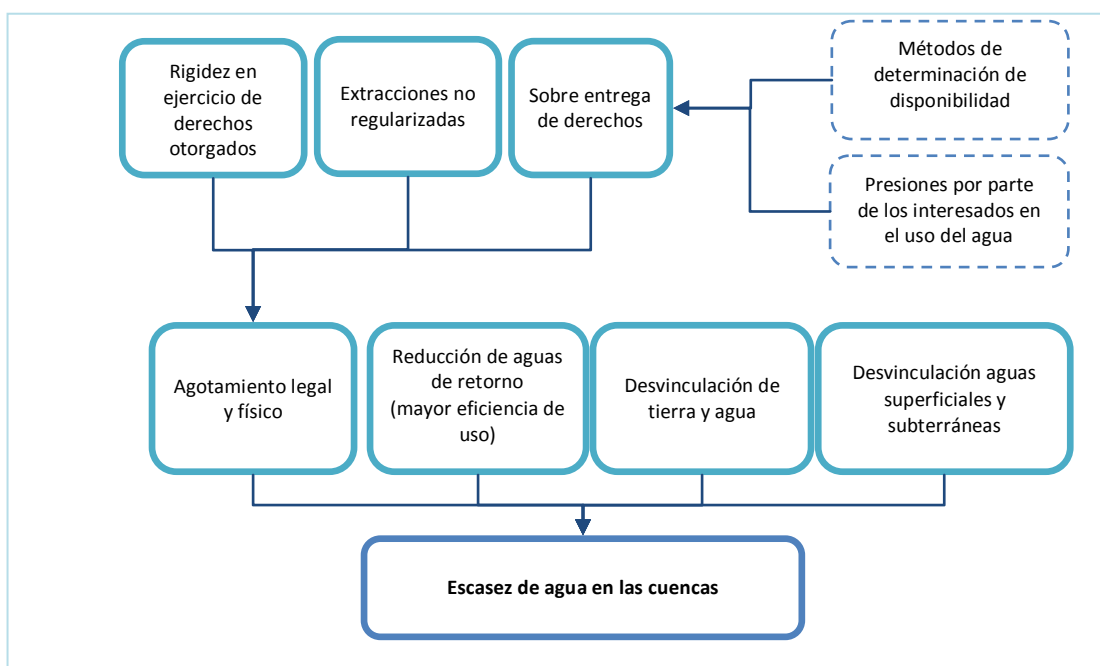 Rigidez en
ejercicio de
derechos
otorgados
Extracciones no
regularizadas
Sobre entrega
de derechos
Métodos de
determinación de
disponibilidad
Presiones por parte
de los interesados en
el uso del agua
Agotamiento legal
y físico
Reducción de aguas
de retorno
(mayor eficiencia de
uso)
Desvinculación de
tierra y agua
Desvinculación aguas
superficiales y
subterráneas
Escasez de agua en las cuencas